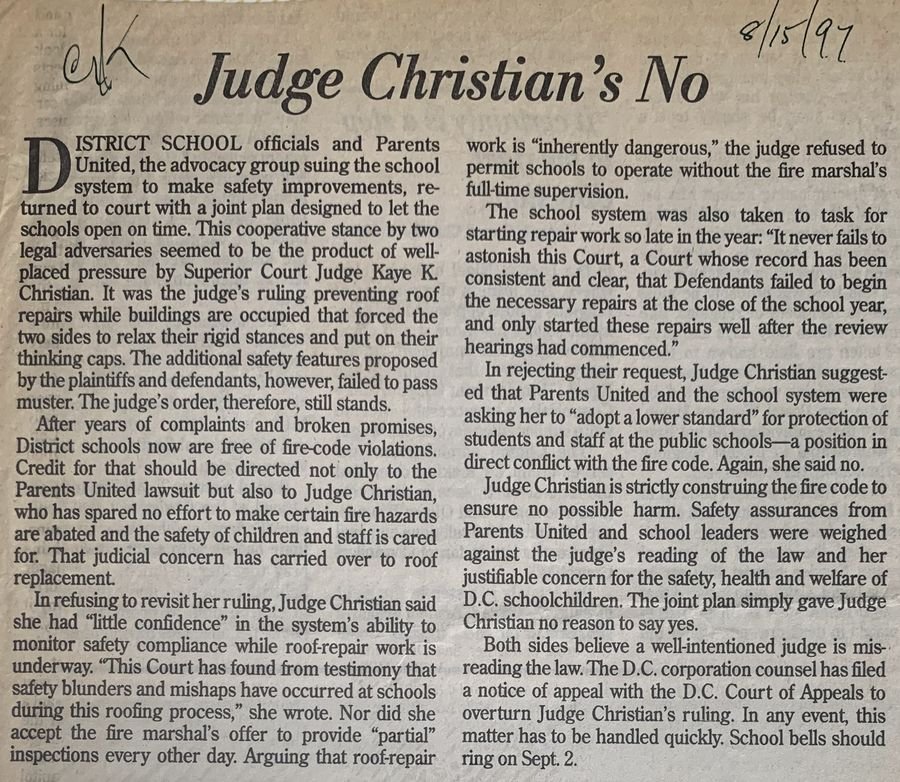 8/15/97
Judge Christian's No
DISTRICT SCHOOL officials and Parents
United, the advocacy group suing the school
system to make safety improvements, re-
turned to court with a joint plan designed to let the
schools open on time. This cooperative stance by two
legal adversaries seemed to be the product of well-
placed pressure by Superior Court Judge Kaye K.
Christian. It was the judge's ruling preventing roof
repairs while buildings are occupied that forced the
two sides to relax their rigid stances and put on their
thinking caps. The additional safety features proposed
by the plaintiffs and defendants, however, failed to pass
muster. The judge's order, therefore, still stands.
After years of complaints and broken promises,
District schools now are free of fire-code violations.
Credit for that should be directed not only to the
Parents United lawsuit but also to Judge Christian,
who has spared no effort to make certain fire hazards
are abated and the safety of children and staff is cared
for. That judicial concern has carried over to roof
replacement.
In refusing to revisit her ruling, Judge Christian said
she had "little confidence" in the system's ability to
monitor safety compliance while roof-repair work is
underway. "This Court has found from testimony that
safety blunders and mishaps have occurred at schools
during this roofing process," she wrote. Nor did she
accept the fire marshal's offer to provide "partial"
inspections every other day. Arguing that roof-repair
work is "inherently dangerous," the judge refused to
permit schools to operate without the fire marshal's
full-time supervision.
The school system was also taken to task for
starting repair work so late in the year: "It never fails to
astonish this Court, a Court whose record has been
consistent and clear, that Defendants failed to begin
the necessary repairs at the close of the school year,
and only started these repairs well after the review
hearings had commenced."
In rejecting their request, Judge Christian suggest-
ed that Parents United and the school system were
asking her to "adopt a lower standard" for protection of
students and staff at the public schools—a position in
direct conflict with the fire code. Again, she said no.
Judge Christian is strictly construing the fire code to
ensure no possible harm. Safety assurances from
Parents United and school leaders were weighed
against the judge's reading of the law and her
justifiable concern for the safety, health and welfare of
D.C. schoolchildren. The joint plan simply gave Judge
Christian no reason to say yes.
Both sides believe a well-intentioned judge is mis-
reading the law. The D.C. corporation counsel has filed
a notice of appeal with the D.C. Court of Appeals to
overturn Judge Christian's ruling. In any event, this
matter has to be handled quickly. School bells should
ring on Sept. 2.